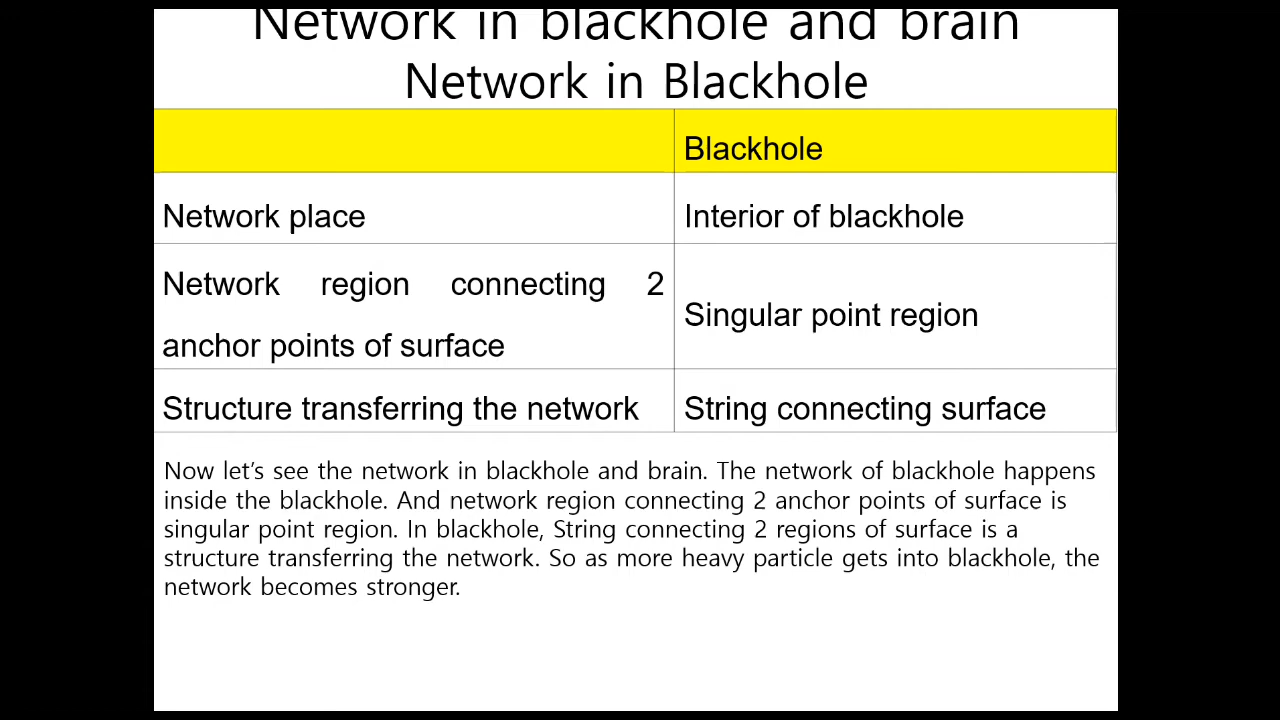 Network in blackhole and brain
Network in Blackhole
Blackhole
Network place
Interior of blackhole
Network region connecting 2
anchor points of surface
Singular point region
Structure transferring the network
String connecting surface
Now let's see the network in blackhole and brain. The network of blackhole happens
inside the blackhole. And network region connecting 2 anchor points of surface is
singular point region. In blackhole, String connecting 2 regions of surface is a
structure transferring the network. So as more heavy particle gets into blackhole, the
network becomes stronger.